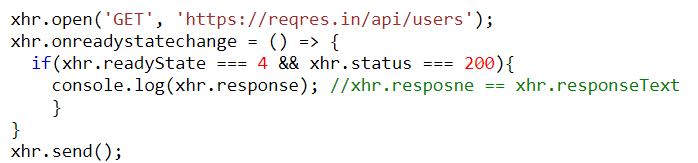 xhr.open('GET', 'https://reqres.in/api/users');
xhr.onreadystatechange = () => {
if(xhr.readyState === 4 && xhr.status === 200){
console.log(xhr.response); //xhr.resposne == xhr.responseText
}
}
xhr.send();